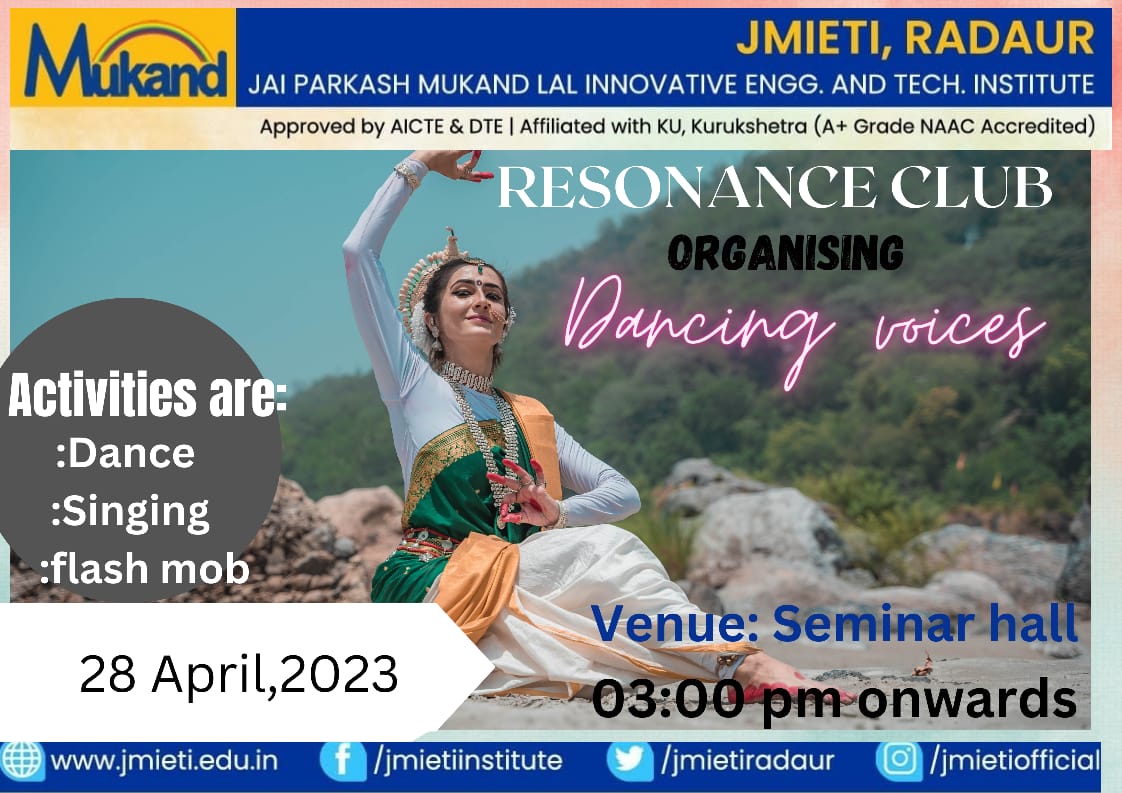 Mukand
JMIETI, RADAUR
JAI PARKASH MUKAND LAL INNOVATIVE ENGG. AND TECH. INSTITUTE
Approved by AICTE & DTE | Affiliated with KU, Kurukshetra (A+ Grade NAAC Accredited)
RESONANCE CLUB
ORGANISING
Dancing voices
Activities are:
:Dance
:Singing
:flash mob
28 April,2023
Venue: Seminar hall
03:00 pm onwards
www.jmieti.edu.in /jmietiinstitute /jmietiradaur /jmietiofficial